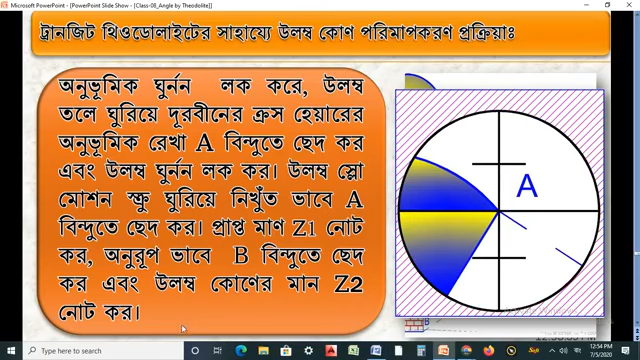 Microsoft PowerPoint - [PowerPoint Slide Show - [Class-08_Angle by Theodolite]
ট্রানজিট থিওডোলাইটের সাহায্যে উলম্ব কোণ পরিমাপকরণ প্রক্রিয়াঃ
অনুভূমিক ঘুর্নন লক করে, উলম্ব
তলে ঘুরিয়ে দূরবীনের ক্রস হেয়ারের
অনুভূমিক রেখা A বিন্দুতে ছেদ কর
এবং উলম্ব ঘুর্নন লক কর। উলম্ব স্লো
মোশন স্ক্রু ঘুরিয়ে নিখুঁত ভাবে A
বিন্দুতে ছেদ কর। প্রাপ্ত মাণ Z1 নোট
কর, অনুরূপ ভাবে B বিন্দুতে ছেদ
কর এবং উলম্ব কোণের মান Z2
নোট কর।
A
B
Type here to search
12:54 PM
7/5/2020